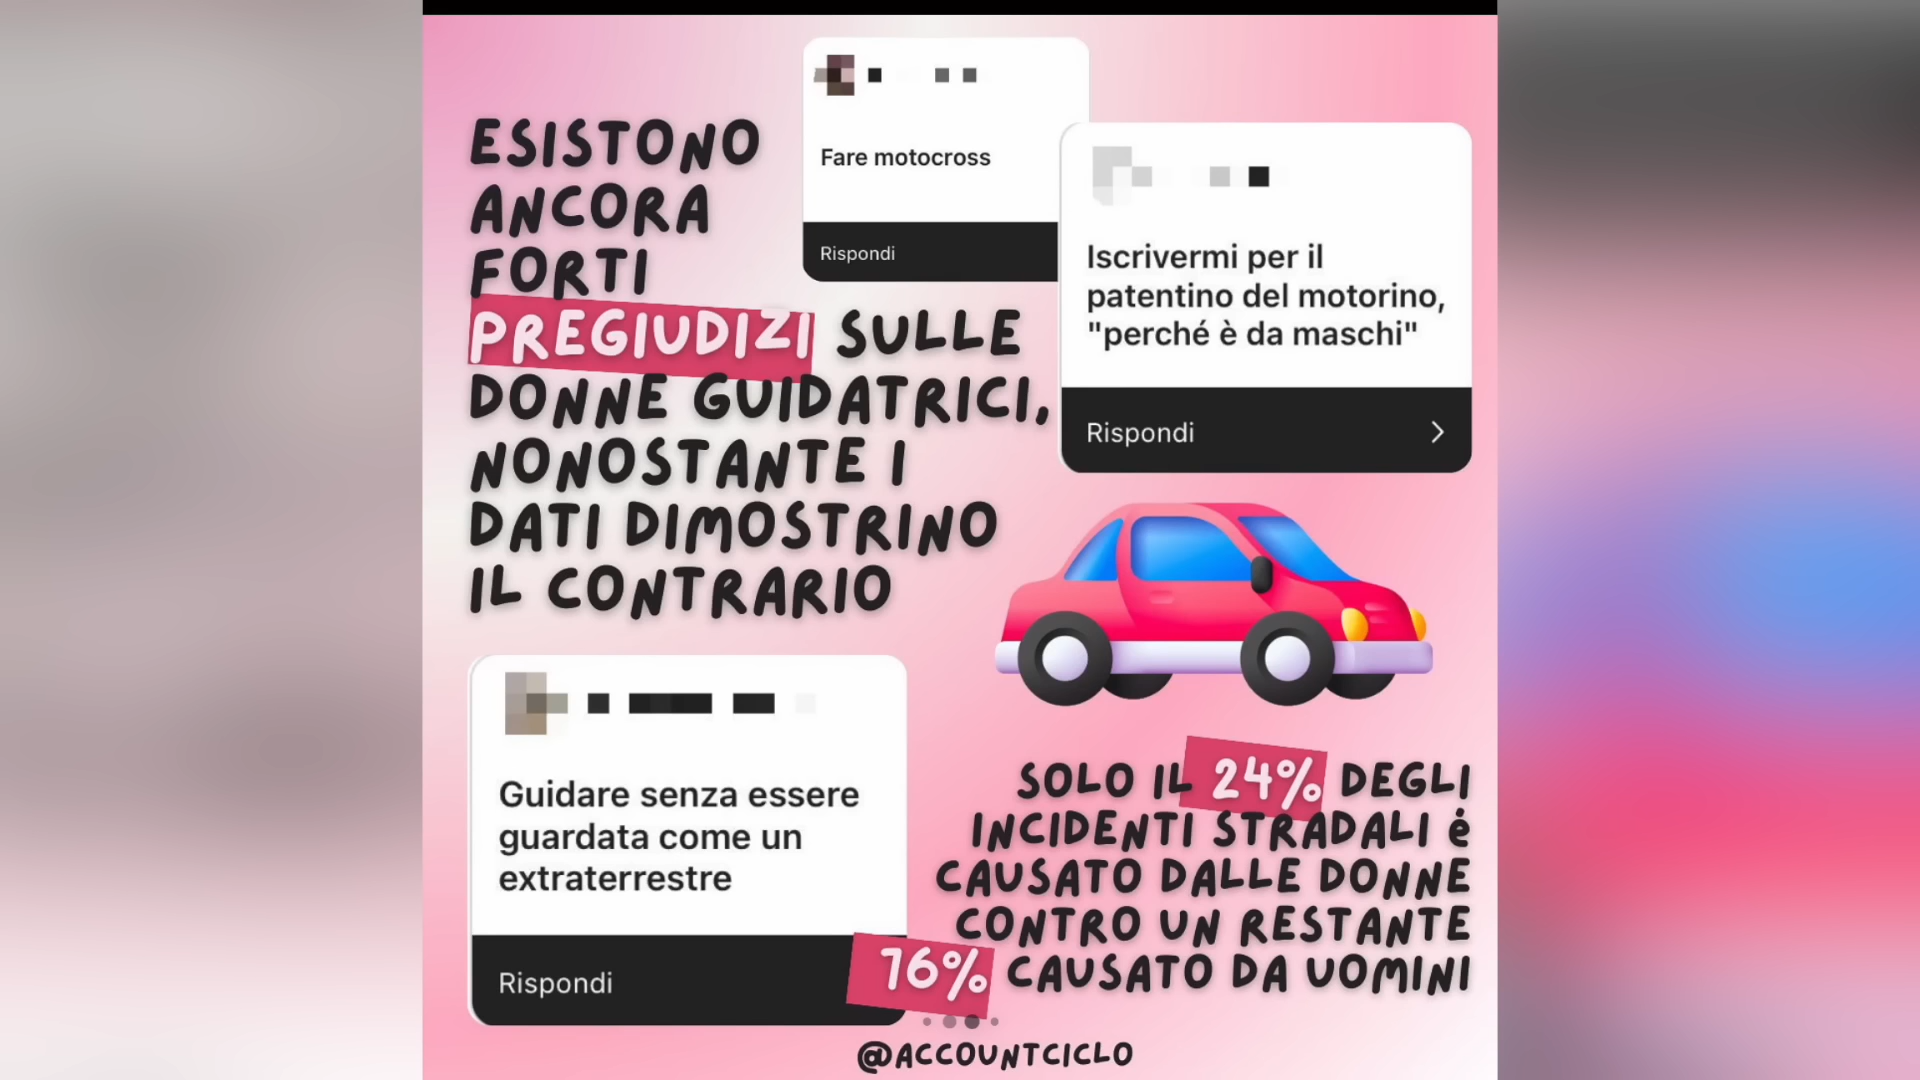 ESISTONO
ANCORA
FORTI
PREGIUDIZI SULLE
DONNE GUIDATRICI,
NONOSTANTE I
DATI DIMOSTRINO
IL CONTRARIO
Fare motocross
Rispondi
Iscrivermi per il
patentino del motorino,
"perché è da maschi"
Rispondi
Guidare senza essere
guardata come un
extraterrestre
Rispondi
SOLO IL 24% DEGLI
INCIDENTI STRADALI è
CAUSATO DALLE DONNE
CONTRO UN RESTANTE
76% CAUSATO DA UOMINI
@ACCOUNTCICLO